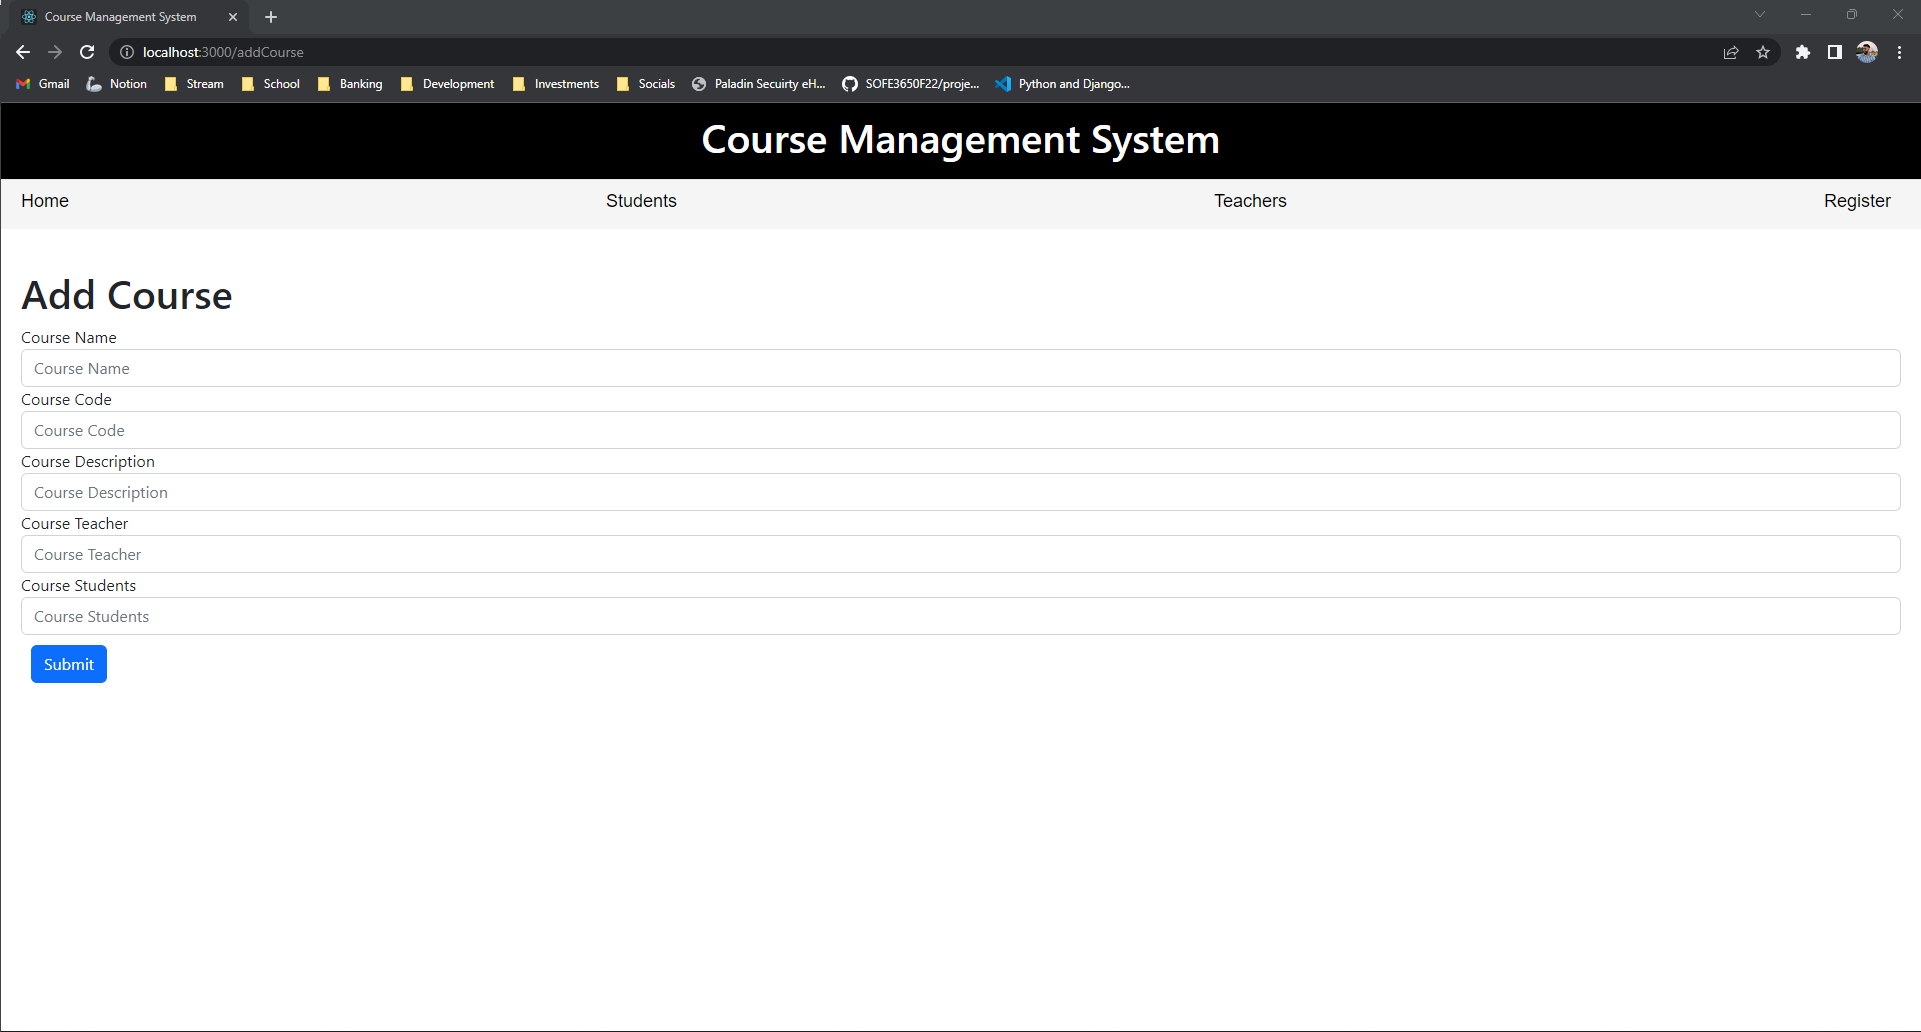 Course Management System
localhost:3000/addCourse
Gmail Notion Stream School Banking Development Investments Socials Paladin Secuirty eH... SOFE3650F22/proje... Python and Django...
Course Management System
Home Students Teachers Register
Add Course
Course Name
Course Name
Course Code
Course Code
Course Description
Course Description
Course Teacher
Course Teacher
Course Students
Course Students
Submit